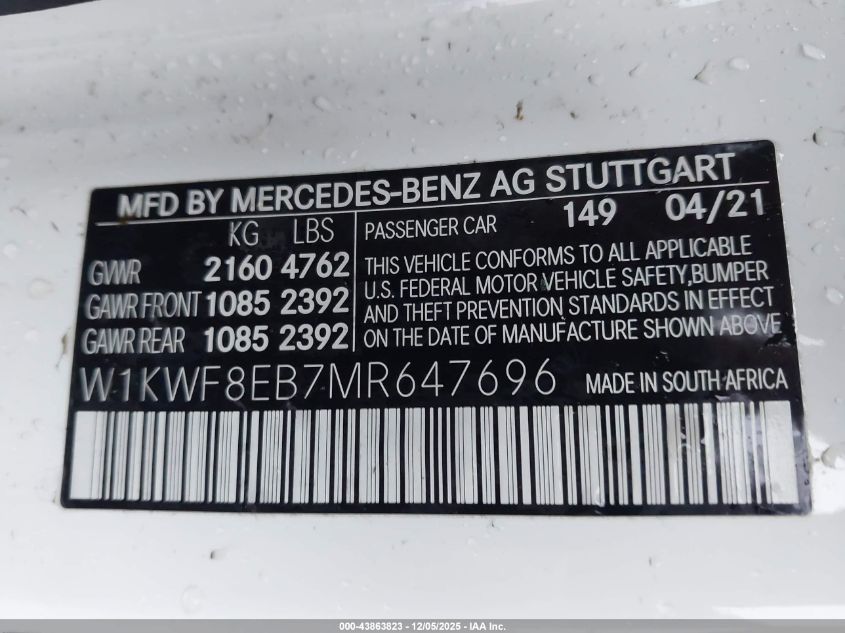 MFD BY MERCEDES-BENZ AG STUTTGART
KG LBS
GVWR 2160 4762
GAWR FRONT 1085 2392
GAWR REAR 1085 2392
PASSENGER CAR 149 04/21
THIS VEHICLE CONFORMS TO ALL APPLICABLE
U.S. FEDERAL MOTOR VEHICLE SAFETY,BUMPER
AND THEFT PREVENTION STANDARDS IN EFFECT
ON THE DATE OF MANUFACTURE SHOWN ABOVE
W1KWF8EB7MR647696 MADE IN SOUTH AFRICA
000-43863823 - 12/05/2025 - IAA Inc.